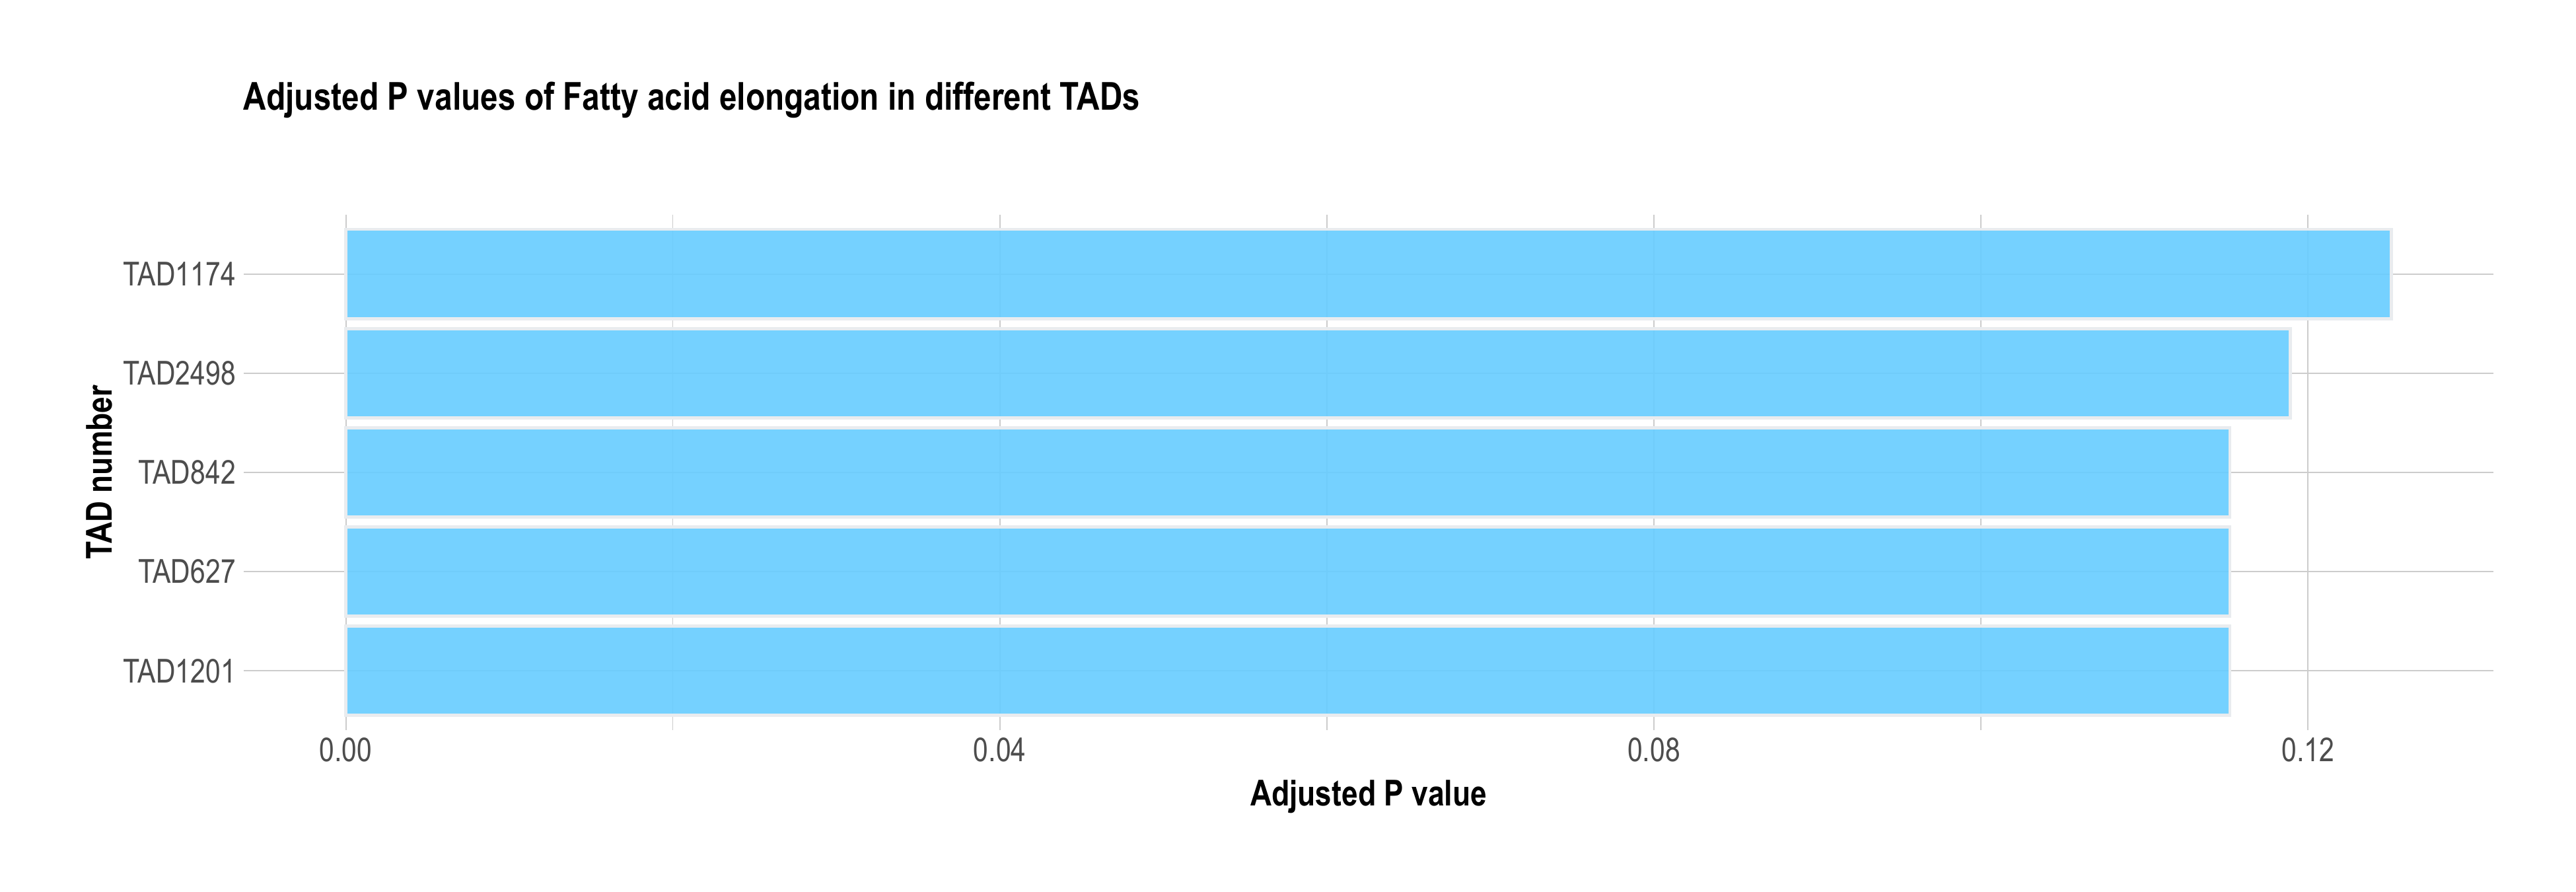 Adjusted P values of Fatty acid elongation in different TADs
TAD number
TAD1174
TAD2498
TAD842
TAD627
TAD1201
0.00 0.04 0.08 0.12
Adjusted P value